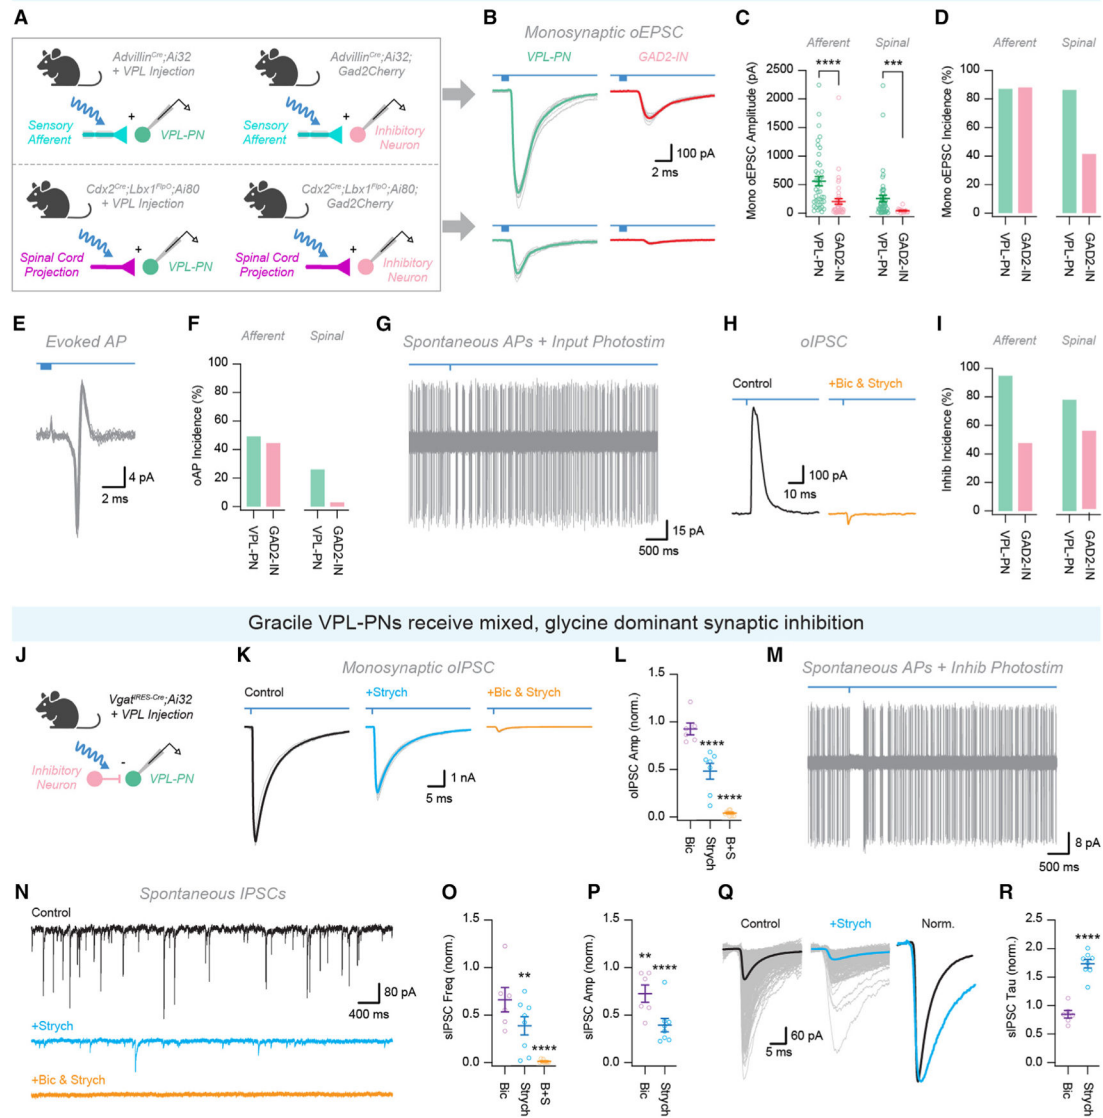 A
Advillin^Cre;Ai32
+ VPL Injection
Sensory
Afferent
+
VPL-PN
Advillin^Cre;Ai32;
Gad2Cherry
Sensory
Afferent
+
Inhibitory
Neuron
Cdx2^Cre;Lbx1^FlpO;Ai80
+ VPL Injection
Spinal Cord
Projection
+
VPL-PN
Cdx2^Cre;Lbx1^FlpO;Ai80;
Gad2Cherry
Spinal Cord
Projection
+
Inhibitory
Neuron
B
Monosynaptic oEPSC
VPL-PN
GAD2-IN
100 pA
2 ms
C
Afferent
Spinal
****
***
Mono oEPSC Amplitude (pA)
2500
2000
1500
1000
500
0
VPL-PN
GAD2-IN
VPL-PN
GAD2-IN
D
Afferent
Spinal
Mono oEPSC Incidence (%)
100
80
60
40
20
0
VPL-PN
GAD2-IN
VPL-PN
GAD2-IN
E
Evoked AP
4 pA
2 ms
F
Afferent
Spinal
oAP Incidence (%)
100
80
60
40
20
0
VPL-PN
GAD2-IN
VPL-PN
GAD2-IN
G
Spontaneous APs + Input Photostim
15 pA
500 ms
H
oIPSC
Control
+Bic & Strych
100 pA
10 ms
I
Afferent
Spinal
Inhib Incidence (%)
100
80
60
40
20
0
VPL-PN
GAD2-IN
VPL-PN
GAD2-IN
Gracile VPL-PNs receive mixed, glycine dominant synaptic inhibition
J
Vgat^IRES-Cre;Ai32
+ VPL Injection
Inhibitory
Neuron
-
VPL-PN
K
Monosynaptic oIPSC
Control
+Strych
+Bic & Strych
1 nA
5 ms
L
oIPSC Amp (norm.)
1.5
1.0
0.5
0.0
****
****
Bic
Strych
B+S
M
Spontaneous APs + Inhib Photostim
8 pA
500 ms
N
Spontaneous IPSCs
Control
80 pA
400 ms
+Strych
+Bic & Strych
O
sIPSC Freq (norm.)
1.5
1.0
0.5
0.0
**
****
Bic
Strych
B+S
P
sIPSC Amp (norm.)
1.5
1.0
0.5
0.0
**
****
Bic
Strych
Q
Control
+Strych
Norm.
60 pA
5 ms
R
sIPSC Tau (norm.)
2.5
2.0
1.5
1.0
0.5
0.0
****
Bic
Strych